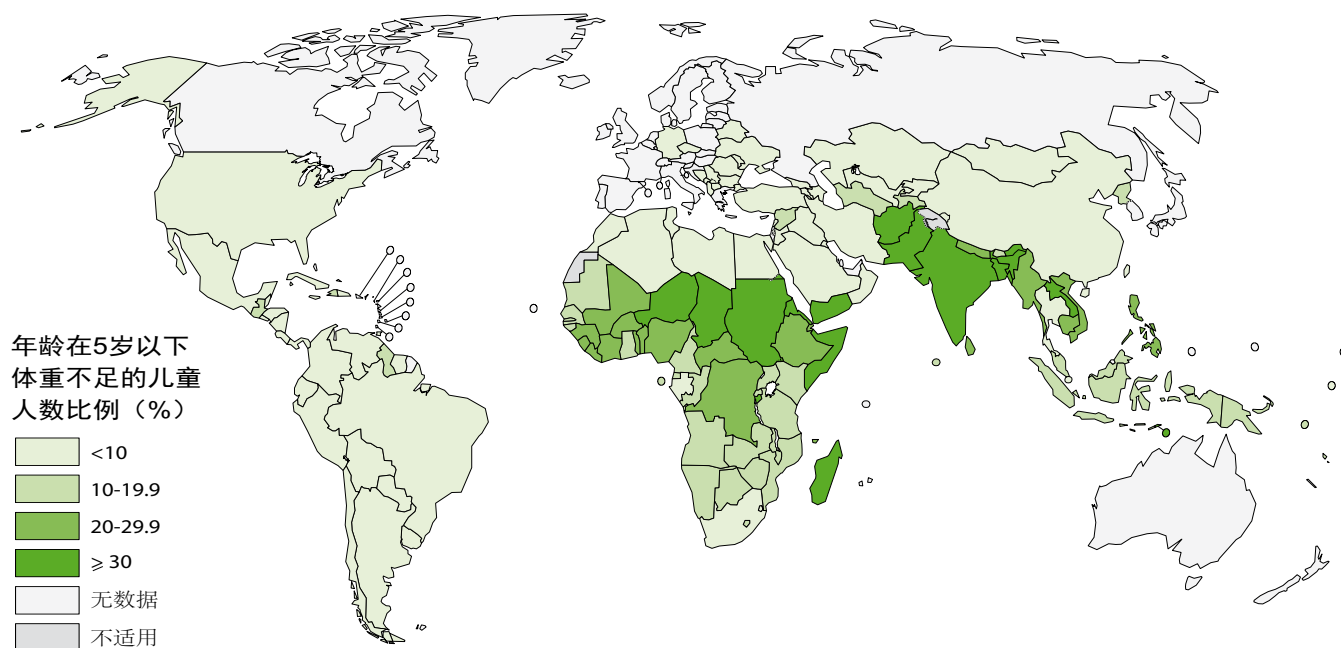 年龄在5岁以下
体重不足的儿童
人数比例（%）
<10
10-19.9
20-29.9
≥ 30
无数据
不适用